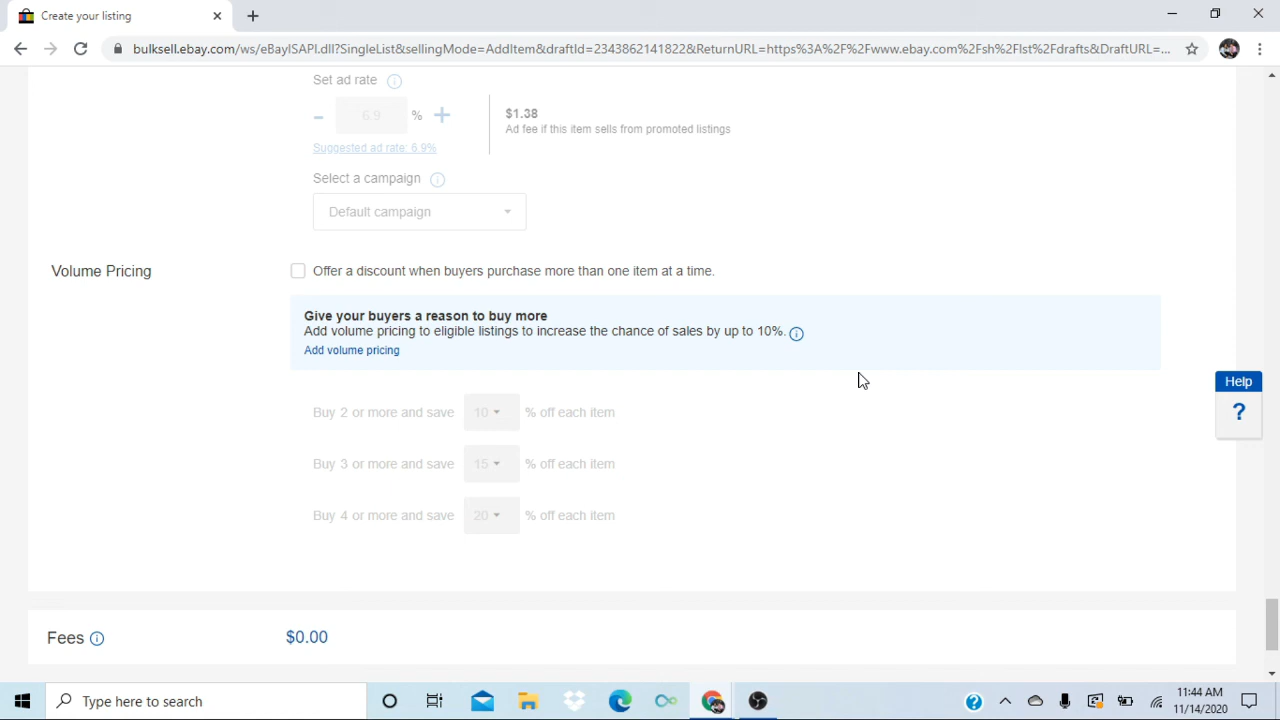 Create your listing
bulksell.ebay.com/ws/eBayISAPI.dll?SingleList&sellingMode=AddItem&draftId=2343862141822&ReturnURL=https%3A%2F%2Fwww.ebay.com%2Fsh%2Flst%2Fdrafts&DraftURL=...
Set ad rate
- 6.9 % +
$1.38
Ad fee if this item sells from promoted listings
Suggested ad rate: 6.9%
Select a campaign
Default campaign
Volume Pricing
Offer a discount when buyers purchase more than one item at a time.
Give your buyers a reason to buy more
Add volume pricing to eligible listings to increase the chance of sales by up to 10%.
Add volume pricing
Help
?
Buy 2 or more and save 10 % off each item
Buy 3 or more and save 15 % off each item
Buy 4 or more and save 20 % off each item
Fees $0.00
Type here to search
11:44 AM
11/14/2020